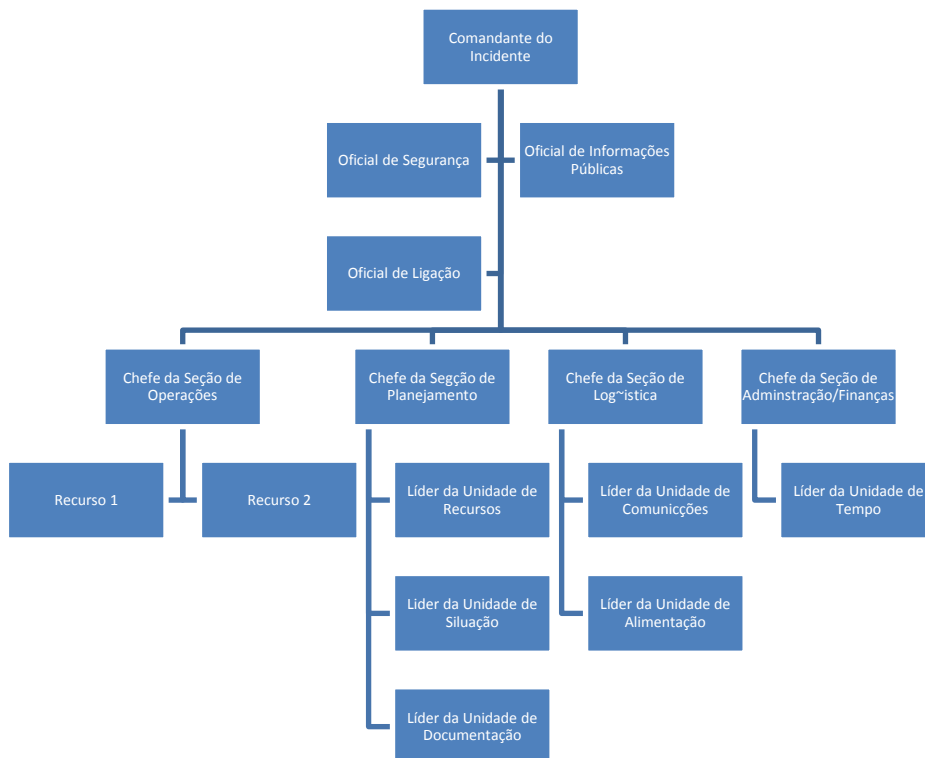 Comandante do
Incidente
Oficial de Segurança
Oficial de Informações
Públicas
Oficial de Ligação
Chefe da Seção de
Operações
Chefe da Segção de
Planejamento
Chefe da Seção de
Log~istica
Chefe da Seção de
Adminstração/Finanças
Recurso 1
Recurso 2
Líder da Unidade de
Recursos
Líder da Unidade de
Comunicções
Líder da Unidade de
Tempo
Lider da Unidade de
Siluação
Líder da Unidade de
Alimentação
Líder da Unidade de
Documentação